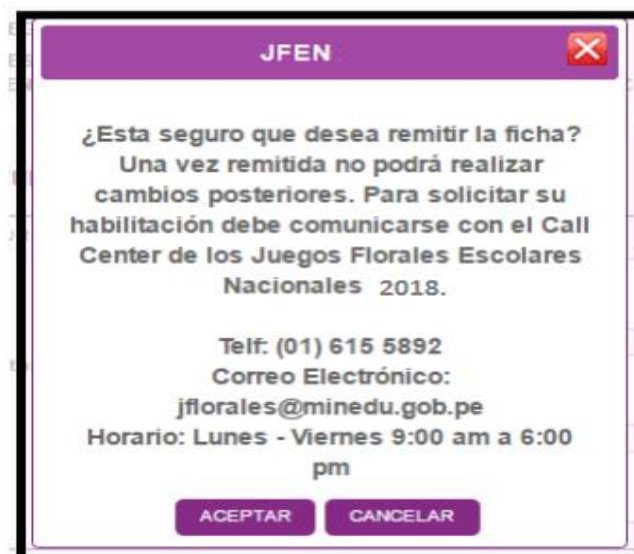 JFEN
¿Esta seguro que desea remitir la ficha?
Una vez remitida no podrá realizar
cambios posteriores. Para solicitar su
habilitación debe comunicarse con el Call
Center de los Juegos Florales Escolares
Nacionales 2018.
Telf: (01) 615 5892
Correo Electrónico:
jflorales@minedu.gob.pe
Horario: Lunes - Viernes 9:00 am a 6:00
pm
ACEPTAR CANCELAR